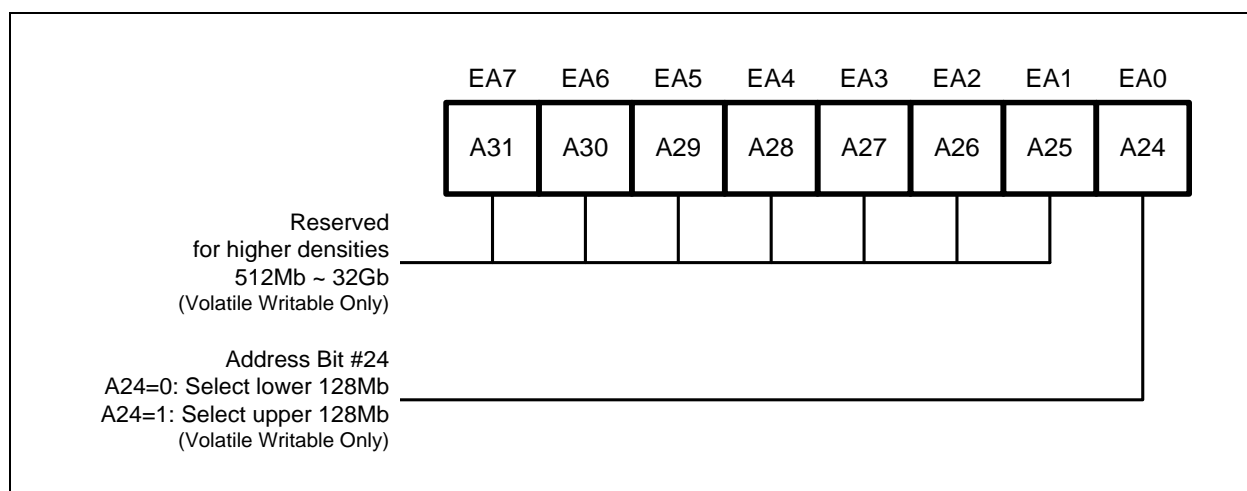 EA7 EA6 EA5 EA4 EA3 EA2 EA1 EA0
A31 A30 A29 A28 A27 A26 A25 A24
Reserved
for higher densities
512Mb ~ 32Gb
(Volatile Writable Only)
Address Bit #24
A24=0: Select lower 128Mb
A24=1: Select upper 128Mb
(Volatile Writable Only)